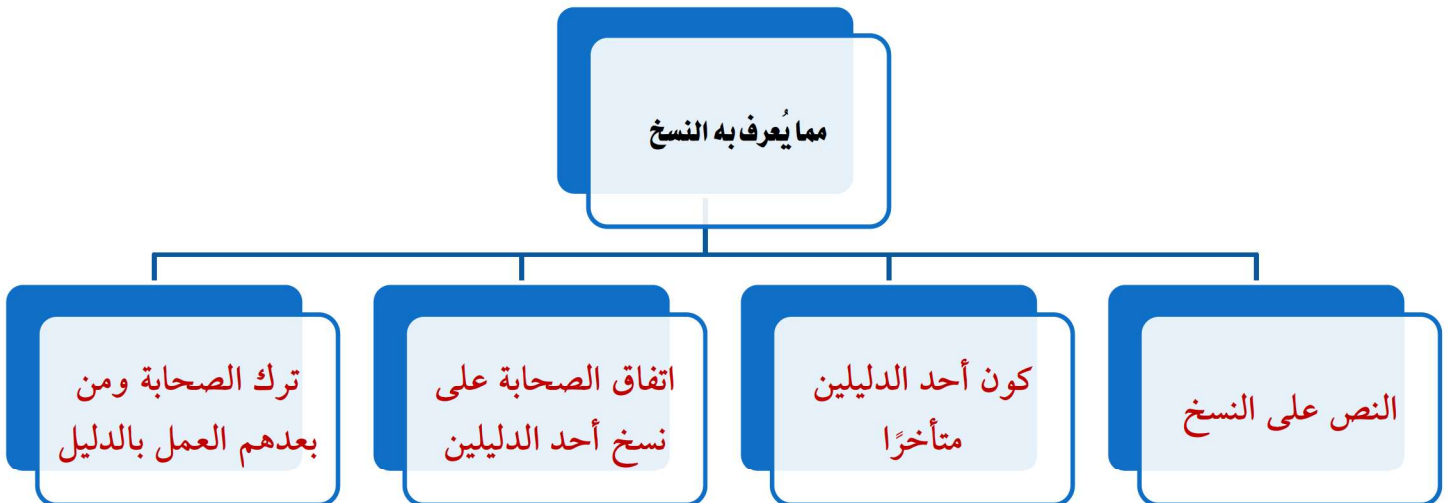 مما يُعرف به النسخ
النص على النسخ
كون أحد الدليلين
متأخرًا
اتفاق الصحابة على
نسخ أحد الدليلين
ترك الصحابة ومن
بعدهم العمل بالدليل